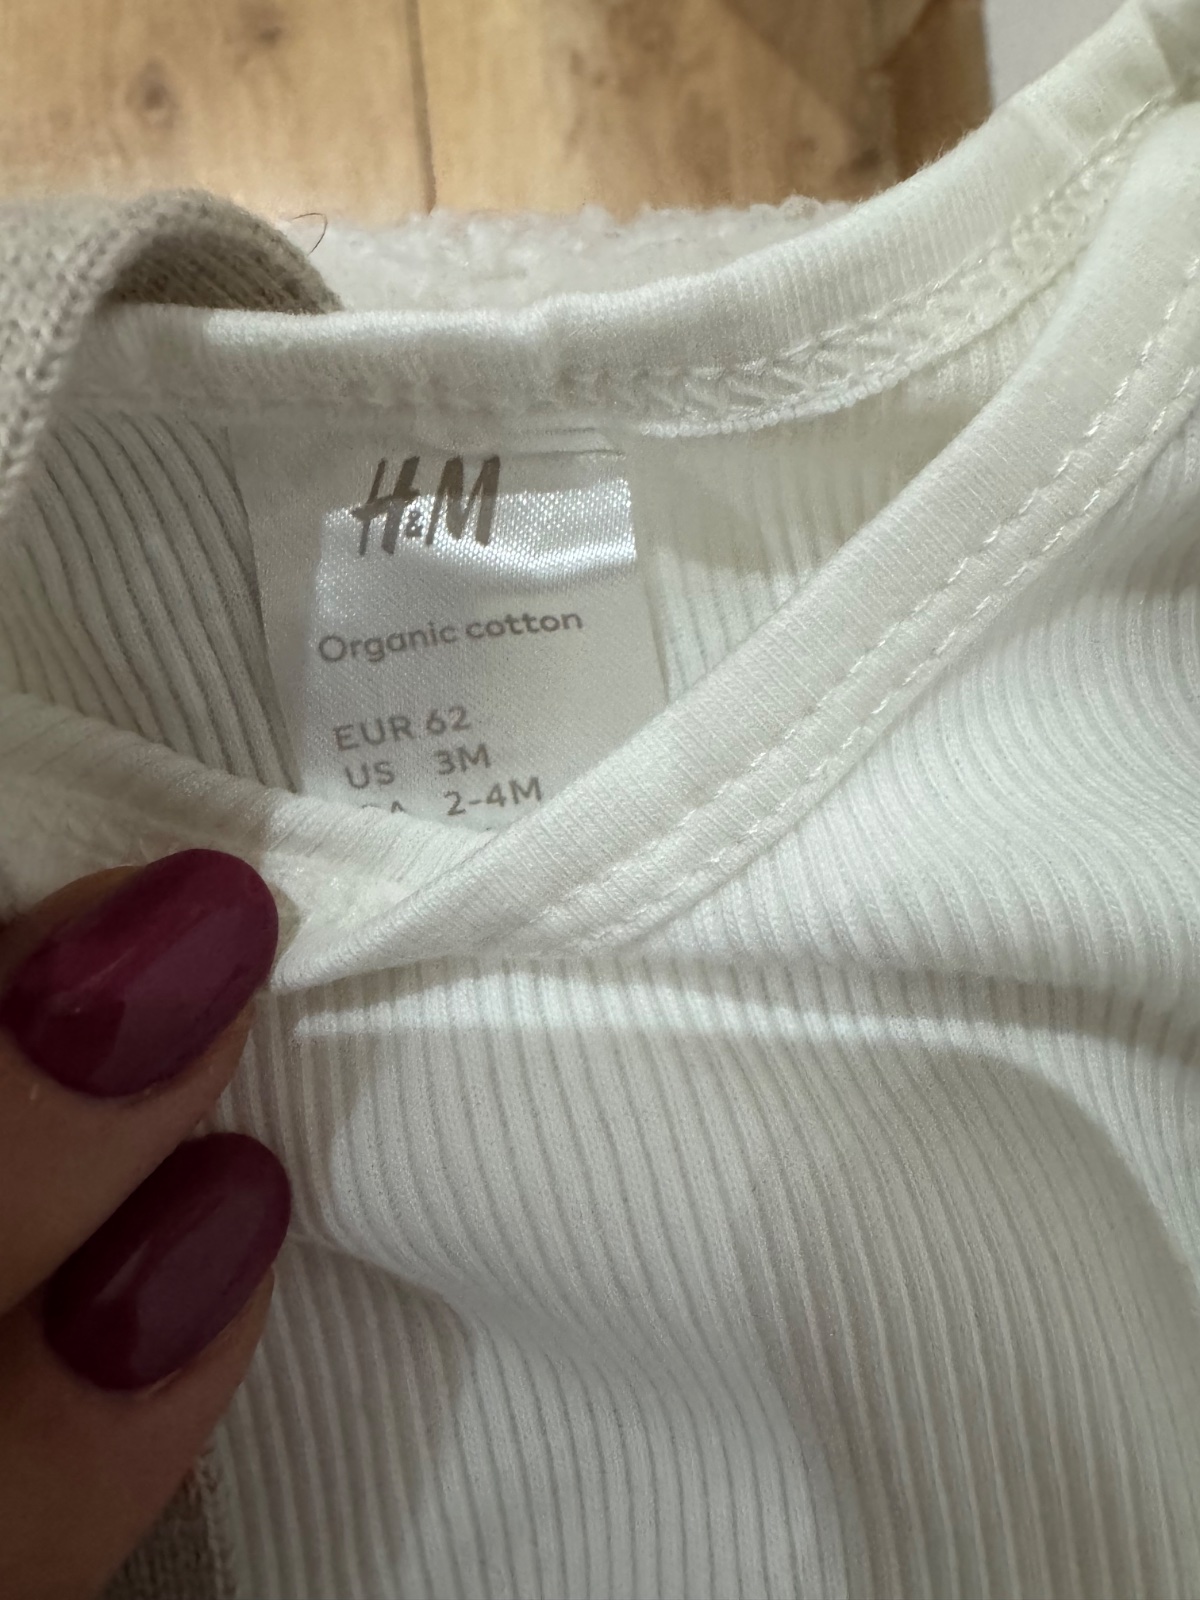 H&M
Organic cotton
EUR 62
US 3M
2-4M